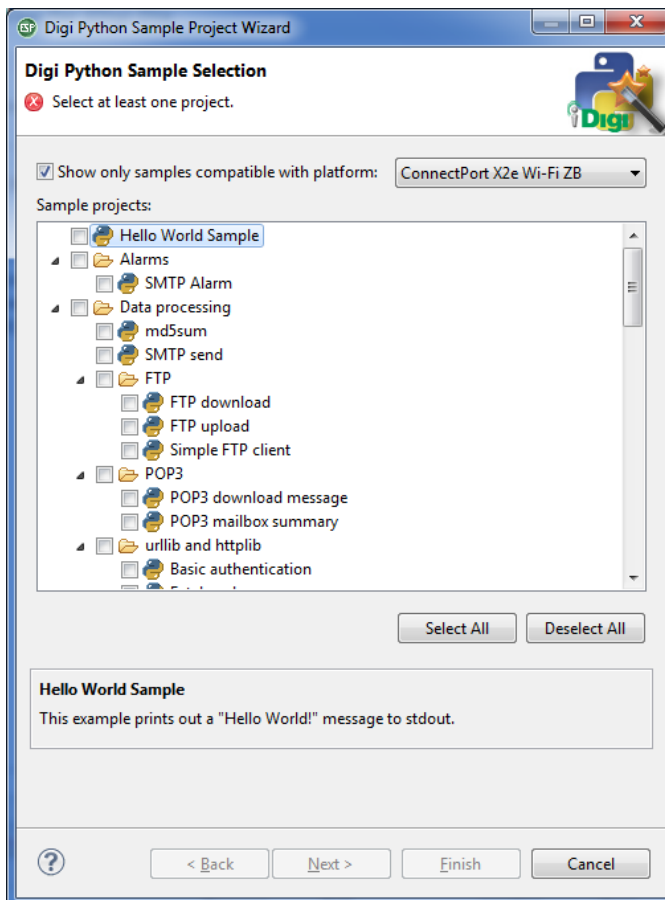 ESP Digi Python Sample Project Wizard
Digi Python Sample Selection
Select at least one project.
iDigi
Show only samples compatible with platform: ConnectPort X2e Wi-Fi ZB
Sample projects:
Hello World Sample
Alarms
SMTP Alarm
Data processing
md5sum
SMTP send
FTP
FTP download
FTP upload
Simple FTP client
POP3
POP3 download message
POP3 mailbox summary
urllib and httplib
Basic authentication
Select All Deselect All
Hello World Sample
This example prints out a "Hello World!" message to stdout.
? < Back Next > Finish Cancel